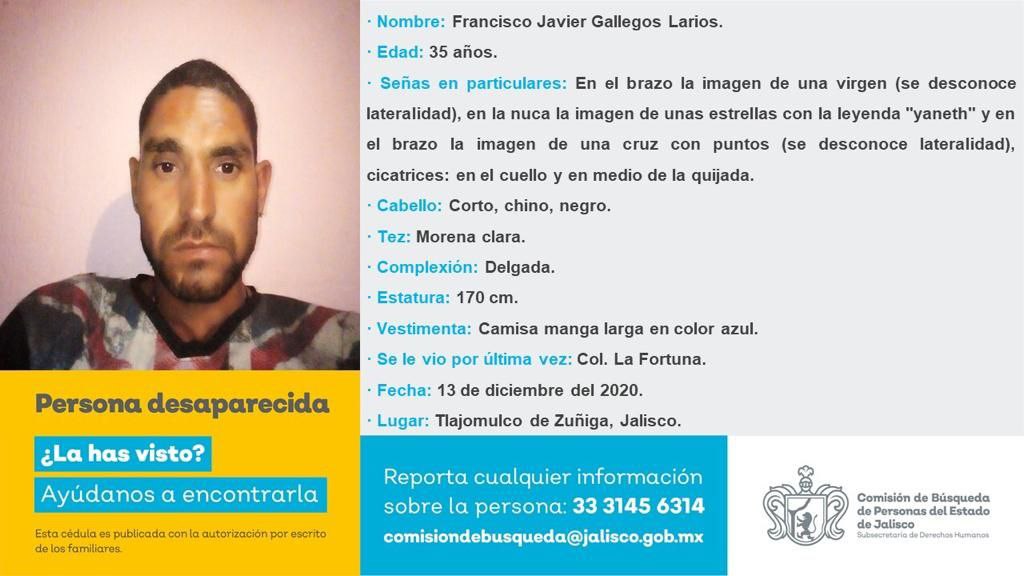 · Nombre: Francisco Javier Gallegos Larios.
· Edad: 35 años.
· Señas en particulares: En el brazo la imagen de una virgen (se desconoce
lateralidad), en la nuca la imagen de unas estrellas con la leyenda "yaneth" y en
el brazo la imagen de una cruz con puntos (se desconoce lateralidad),
cicatrices: en el cuello y en medio de la quijada.
· Cabello: Corto, chino, negro.
· Tez: Morena clara.
· Complexión: Delgada.
· Estatura: 170 cm.
· Vestimenta: Camisa manga larga en color azul.
· Se le vio por última vez: Col. La Fortuna.
· Fecha: 13 de diciembre del 2020.
· Lugar: Tlajomulco de Zuñiga, Jalisco.
Persona desaparecida
¿La has visto?
Ayúdanos a encontrarla
Esta cédula es publicada con la autorización por escrito
de los familiares.
Reporta cualquier información
sobre la persona: 33 3145 6314
comisiondebusqueda@jalisco.gob.mx
Comisión de Búsqueda
de Personas del Estado
de Jalisco
Subsecretaría de Derechos Humanos